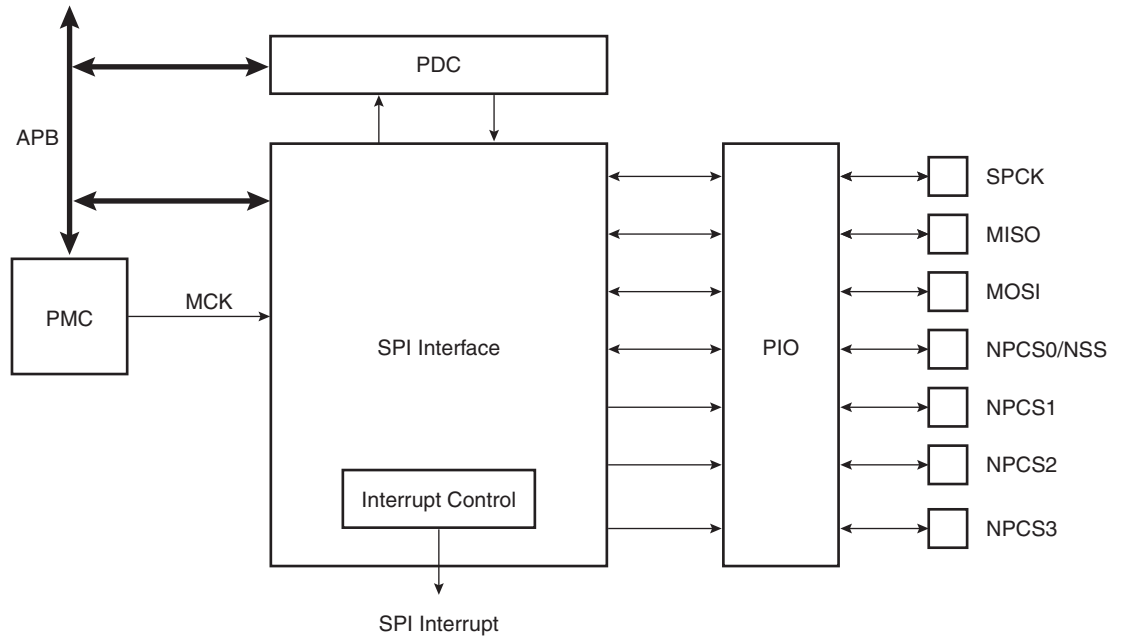 PDC
APB
SPCK
MISO
MCK
MOSI
PMC
SPI Interface
PIO
NPCS0/NSS
NPCS1
NPCS2
Interrupt Control
NPCS3
SPI Interrupt